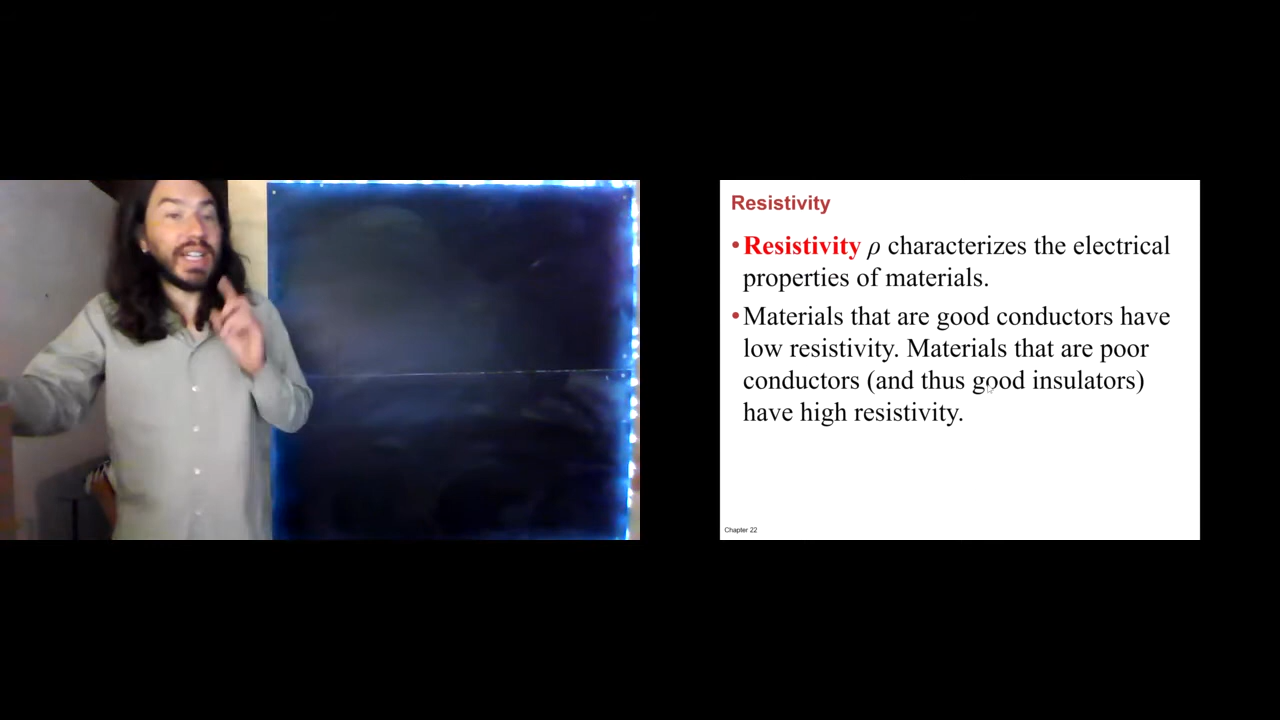 Resistivity
•Resistivity ρ characterizes the electrical
properties of materials.
•Materials that are good conductors have
low resistivity. Materials that are poor
conductors (and thus good insulators)
have high resistivity.
Chapter 22